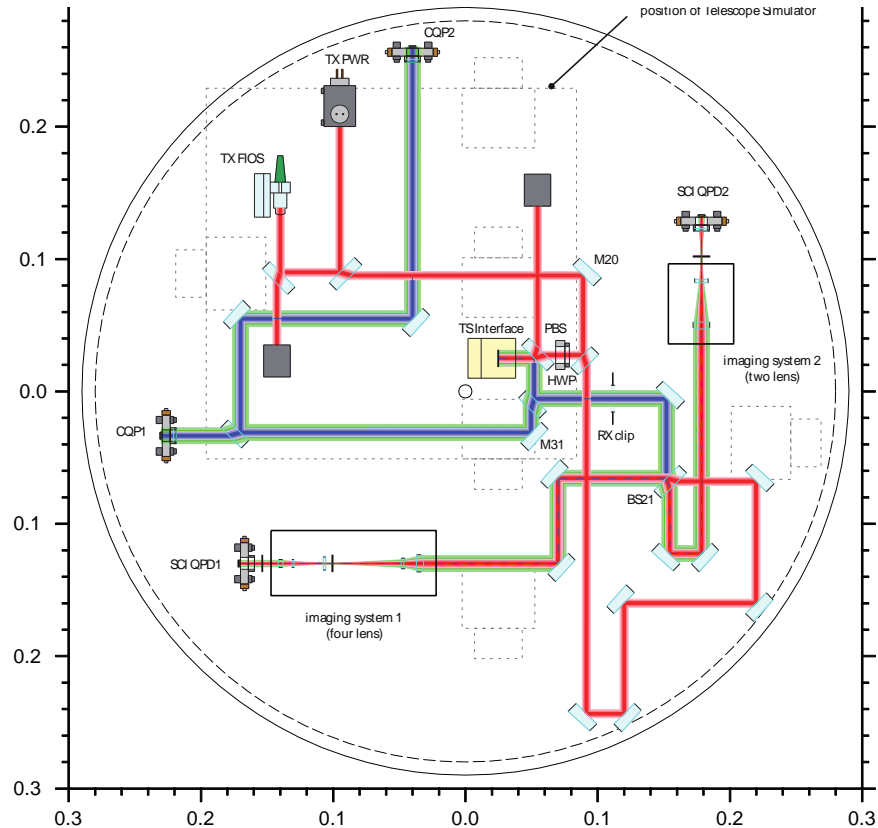 position of Telescope Simulator
CQP2
TX PWR
TX FIOS
SCI QPD2
M20
TS Interface
PBS
HWP
imaging system 2
(two lens)
RX clip
M31
CQP1
BS21
SCI QPD1
imaging system 1
(four lens)
0.2
0.1
0.0
0.1
0.2
0.3
0.3
0.2
0.1
0.0
0.1
0.2
0.3